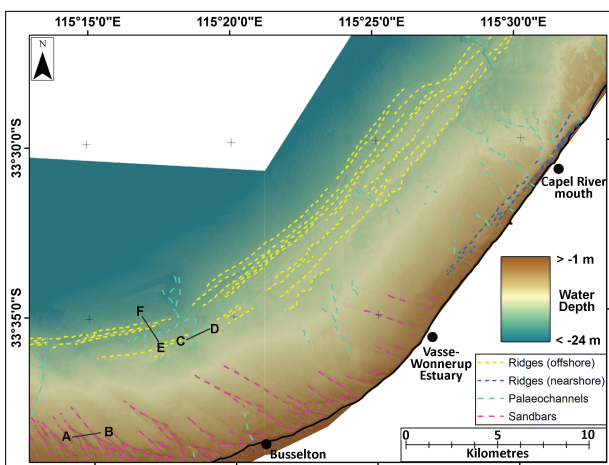 115°15'0"E 115°20'0"E 115°25'0"E 115°30'0"E
N
33°30'0"S
Capel River
mouth
> -1 m
Water
Depth
< -24 m
F
33°35'0"S
D
E
C
Vasse-
Wonnerup
Estuary
Ridges (offshore)
Ridges (nearshore)
Palaeochannels
Sandbars
A
B
Busselton
0 5 10
Kilometres